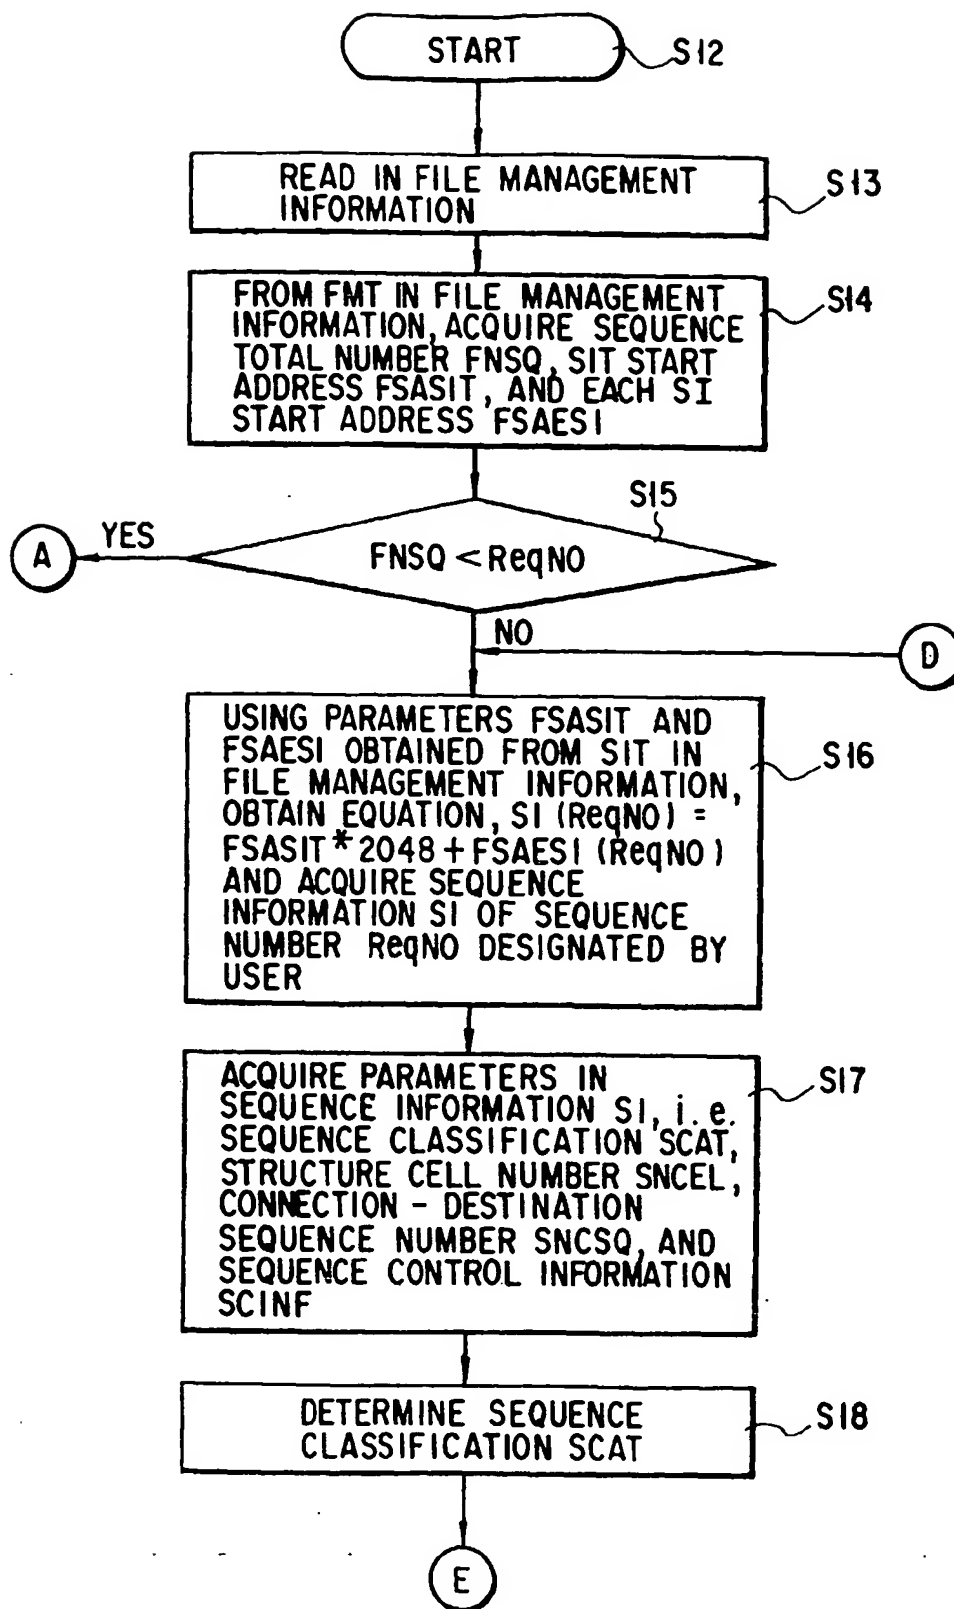 START
S12
READ IN FILE MANAGEMENT
INFORMATION
S13
FROM FMT IN FILE MANAGEMENT
INFORMATION, ACQUIRE SEQUENCE
TOTAL NUMBER FNSQ, SIT START
ADDRESS FSASIT, AND EACH SI
START ADDRESS FSAESI
S14
S15
FNSQ < ReqNO
YES
A
NO
D
USING PARAMETERS FSASIT AND
FSAESI OBTAINED FROM SIT IN
FILE MANAGEMENT INFORMATION,
OBTAIN EQUATION, SI (ReqNO) =
FSASIT * 2048 + FSAESI (ReqNO)
AND ACQUIRE SEQUENCE
INFORMATION SI OF SEQUENCE
NUMBER ReqNO DESIGNATED BY
USER
S16
ACQUIRE PARAMETERS IN
SEQUENCE INFORMATION SI, i.e.
SEQUENCE CLASSIFICATION SCAT,
STRUCTURE CELL NUMBER SNCEL,
CONNECTION - DESTINATION
SEQUENCE NUMBER SNCSQ, AND
SEQUENCE CONTROL INFORMATION
SCINF
S17
DETERMINE SEQUENCE
CLASSIFICATION SCAT
S18
E